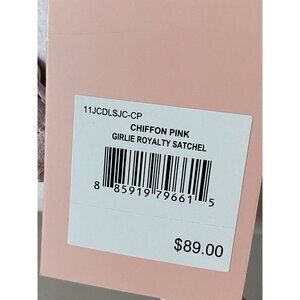 11JCDLSJC-CP
CHIFFON PINK
GIRLIE ROYALTY SATCHEL
8 85919 79661 5
$89.00